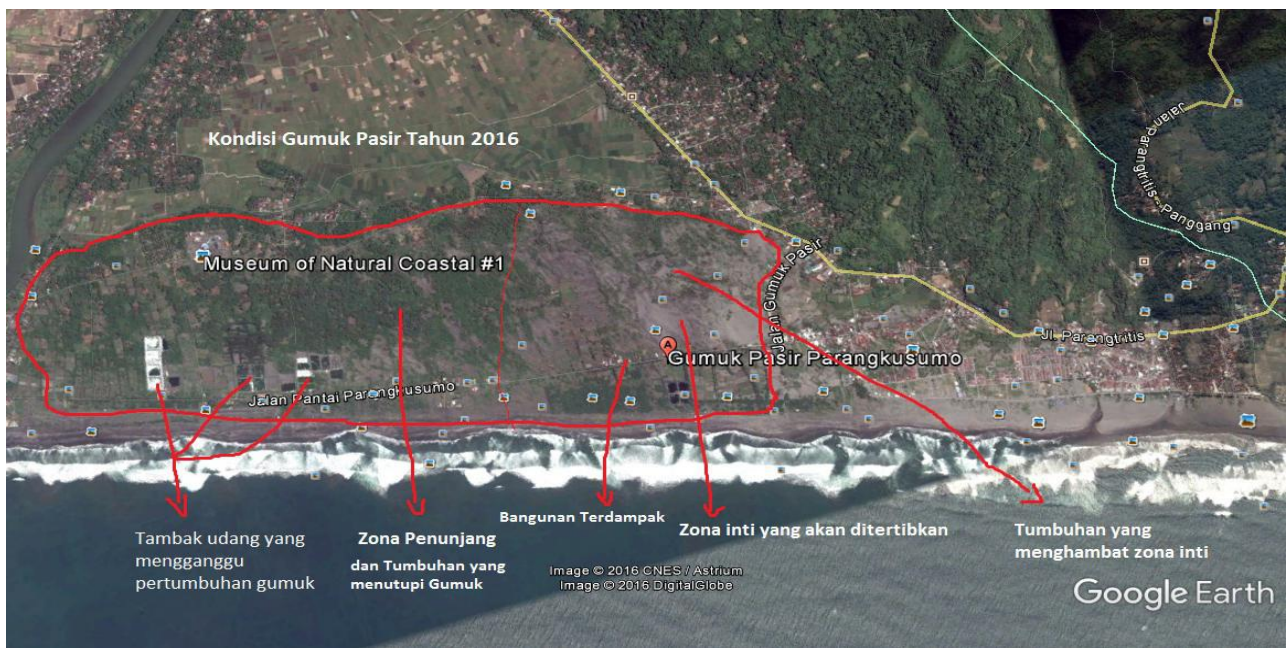 Kondisi Gumuk Pasir Tahun 2016
Jalan Parangtritis - Panggang
Museum of Natural Coastal #1
Jalan Gumuk Pasir
Jl. Parangtritis
Gumuk Pasir Parangkusumo
A
Jalan Pantai Parangkusumo
Tambak udang yang
mengganggu
pertumbuhan gumuk
Zona Penunjang
dan Tumbuhan yang
menutupi Gumuk
Bangunan Terdampak
Zona inti yang akan ditertibkan
Tumbuhan yang
menghambat zona inti
Image © 2016 CNES / Astrium
Image © 2016 DigitalGlobe
Google Earth